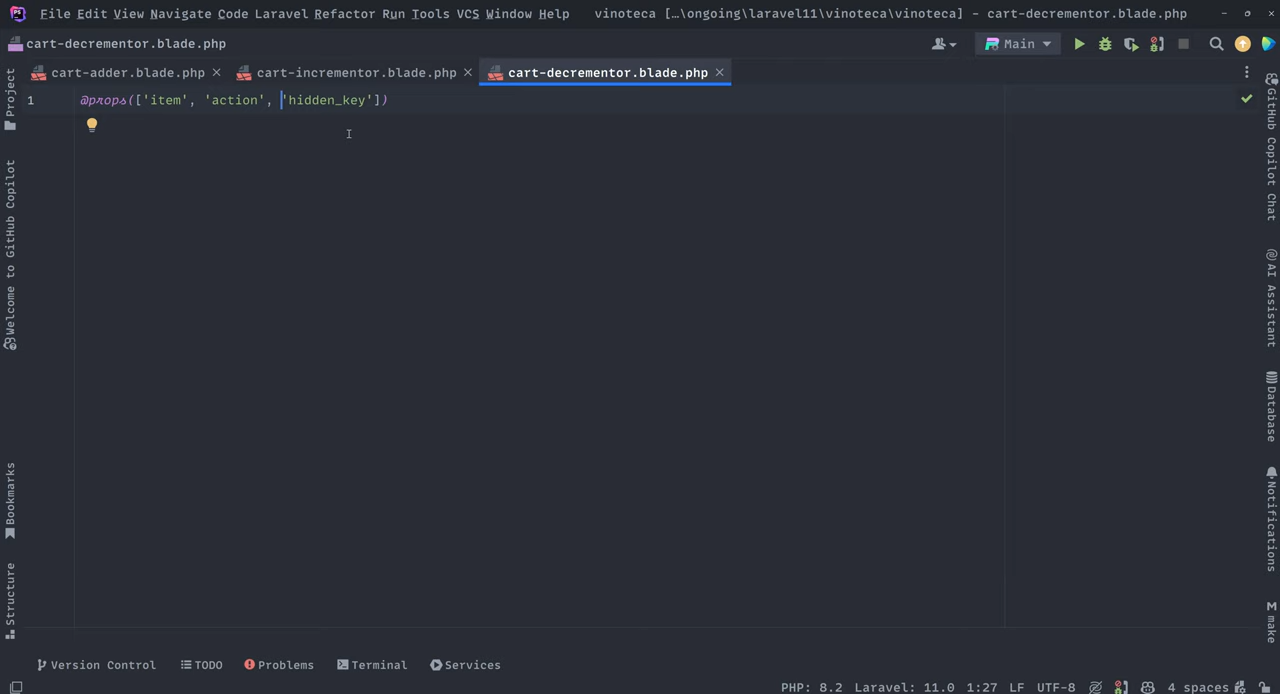 PS File Edit View Navigate Code Laravel Refactor Run Tools VCS Window Help vinoteca […\ongoing\laravel11\vinoteca\vinoteca] - cart-decrementor.blade.php
cart-decrementor.blade.php
Main
Project
cart-adder.blade.php
cart-incrementor.blade.php
cart-decrementor.blade.php
1 @props(['item', 'action', 'hidden_key'])
Welcome to GitHub Copilot
Bookmarks
Structure
GitHub Copilot Chat
AI Assistant
Database
Notifications
M make
Version Control TODO Problems Terminal Services
PHP: 8.2 Laravel: 11.0 1:27 LF UTF-8 4 spaces